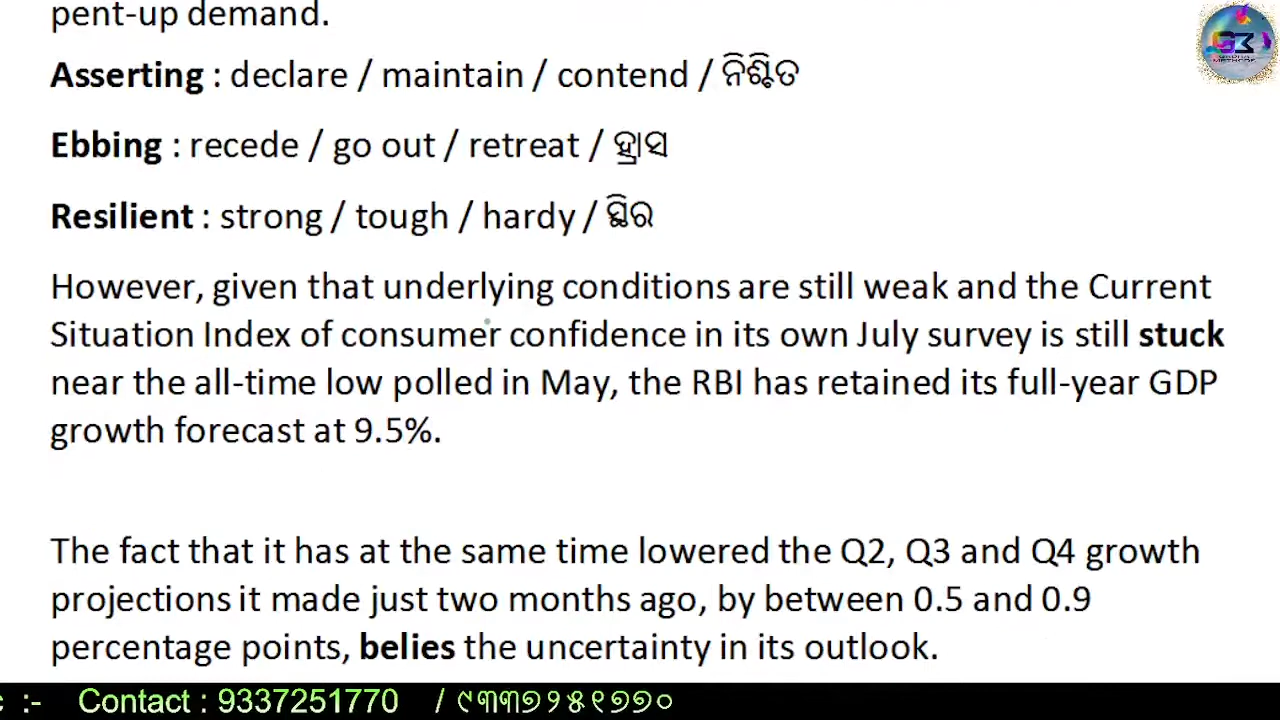 pent-up demand.
Asserting : declare / maintain / contend / ନିଶ୍ଚିତ
Ebbing : recede / go out / retreat / ହ୍ରାସ
Resilient : strong / tough / hardy / ସ୍ଥିର
However, given that underlying conditions are still weak and the Current
Situation Index of consumer confidence in its own July survey is still stuck
near the all-time low polled in May, the RBI has retained its full-year GDP
growth forecast at 9.5%.
The fact that it has at the same time lowered the Q2, Q3 and Q4 growth
projections it made just two months ago, by between 0.5 and 0.9
percentage points, belies the uncertainty in its outlook.
:- Contact : 9337251770 / ୯୩୩୭୨୫୧୭୭୦